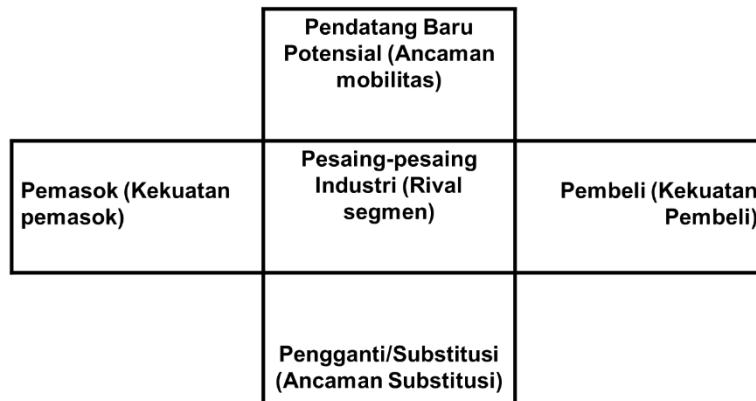 Pendatang Baru
Potensial (Ancaman
mobilitas)
Pemasok (Kekuatan
pemasok)
Pesaing-pesaing
Industri (Rival
segmen)
Pembeli (Kekuatan
Pembeli)
Pengganti/Substitusi
(Ancaman Substitusi)